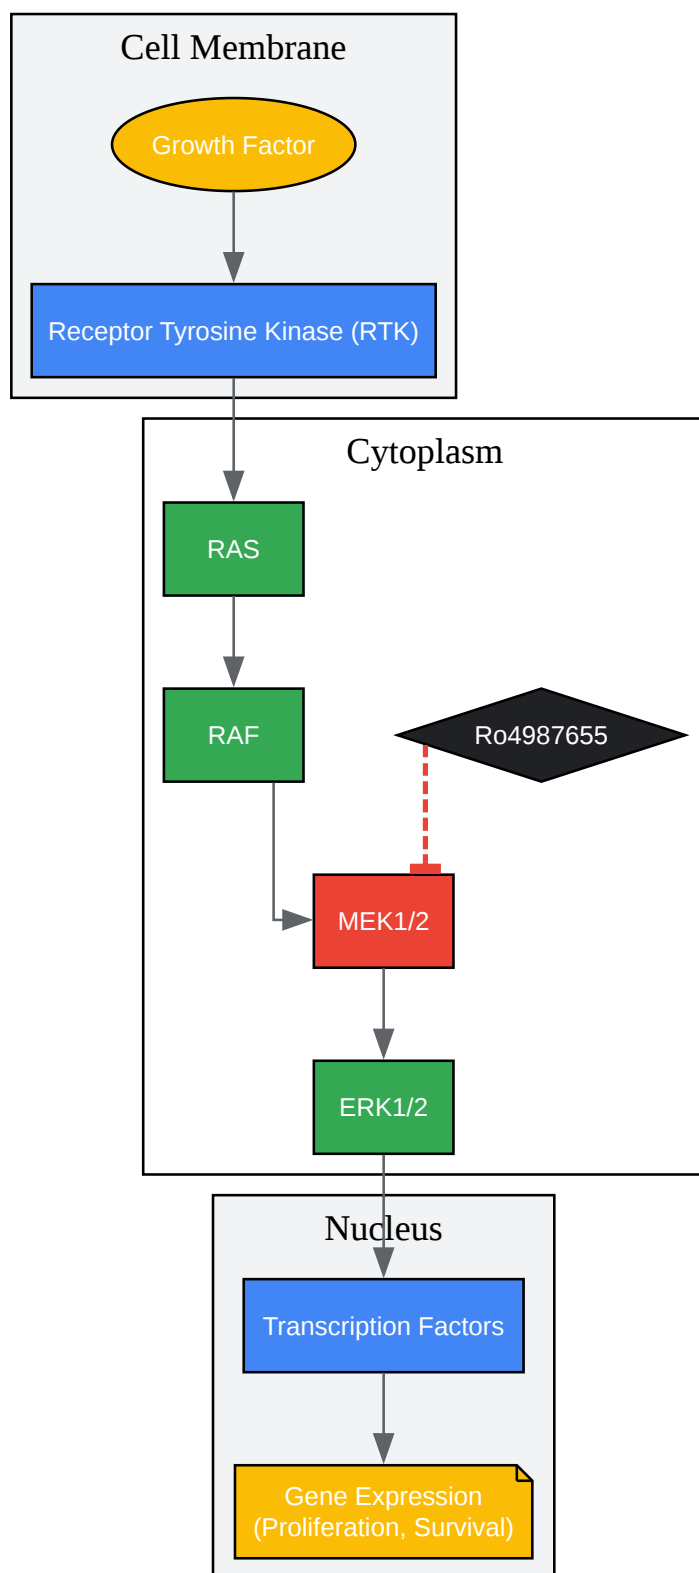 Cell Membrane
Growth Factor
Receptor Tyrosine Kinase (RTK)
Cytoplasm
RAS
RAF
Ro4987655
MEK1/2
ERK1/2
Nucleus
Transcription Factors
Gene Expression
(Proliferation, Survival)